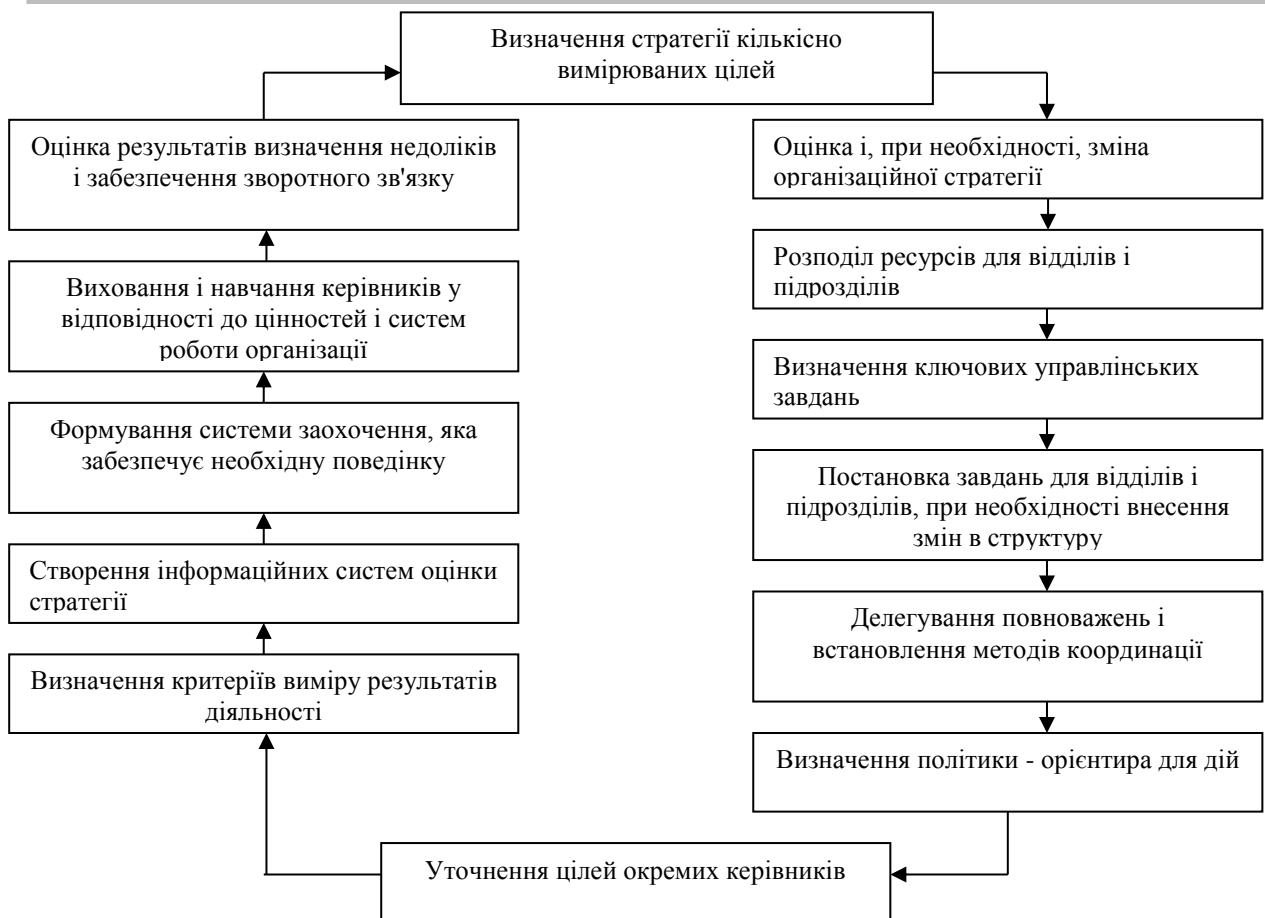 Визначення стратегії кількісно
вимірюваних цілей
Оцінка і, при необхідності, зміна
організаційної стратегії
Розподіл ресурсів для відділів і
підрозділів
Визначення ключових управлінських
завдань
Постановка завдань для відділів і
підрозділів, при необхідності внесення
змін в структуру
Делегування повноважень і
встановлення методів координації
Визначення політики - орієнтира для дій
Уточнення цілей окремих керівників
Визначення критеріїв виміру результатів
діяльності
Створення інформаційних систем оцінки
стратегії
Формування системи заохочення, яка
забезпечує необхідну поведінку
Виховання і навчання керівників у
відповідності до цінностей і систем
роботи організації
Оцінка результатів визначення недоліків
і забезпечення зворотного зв'язку